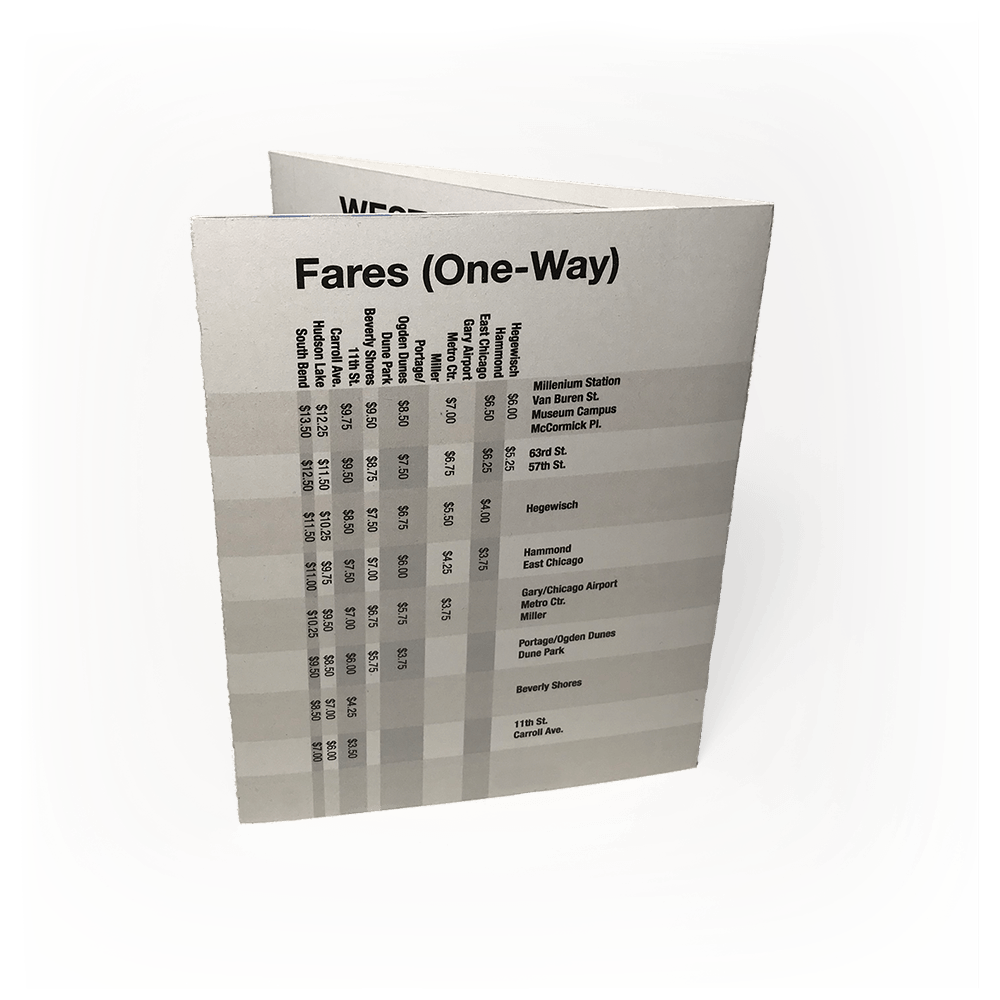 WEST
Fares (One-Way)
Hegewisch
Hammond
East Chicago
Gary Airport
Metro Ctr.
Miller
Portage/
Ogden Dunes
Dune Park
Beverly Shores
11th St.
Carroll Ave.
Hudson Lake
South Bend
$13.50 $12.25 $9.75 $9.50 $8.50 $7.00 $6.50 $6.00
Millenium Station
Van Buren St.
Museum Campus
McCormick Pl.
$12.50 $11.50 $9.50 $8.75 $7.50 $6.75 $6.25 $5.25
63rd St.
57th St.
$11.50 $10.25 $8.50 $7.50 $6.75 $5.50 $4.00
Hegewisch
$11.00 $9.75 $7.50 $7.00 $6.00 $4.25 $3.75
Hammond
East Chicago
$10.25 $9.50 $7.00 $6.75 $5.75 $3.75
Gary/Chicago Airport
Metro Ctr.
Miller
$9.50 $8.50 $6.00 $5.75 $3.75
Portage/Ogden Dunes
Dune Park
$8.50 $7.00 $4.25
Beverly Shores
$7.00 $6.00 $3.50
11th St.
Carroll Ave.